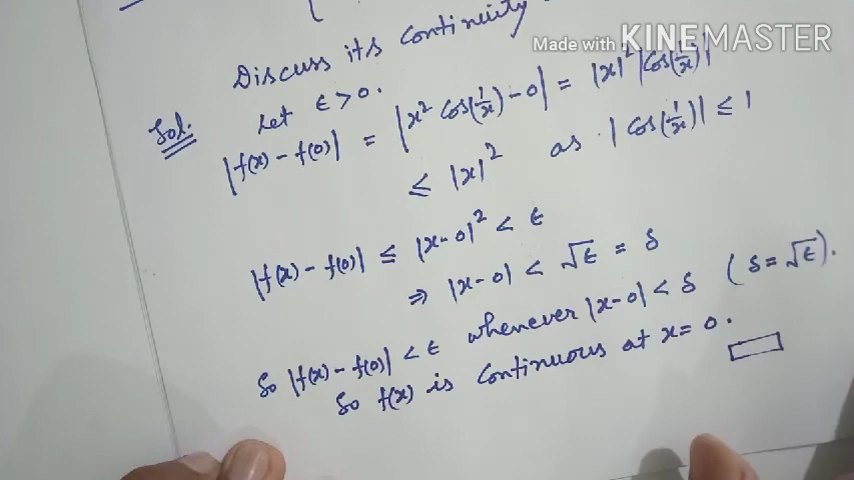 Discuss its continuity
Made with KINEMASTER
Sol. Let ε > 0.
|f(x) - f(0)| = |x² cos(1/x) - 0| = |x|² |cos(1/x)|
≤ |x|² as |cos(1/x)| ≤ 1
|f(x) - f(0)| ≤ |x-0|² < ε
⇒ |x-0| < √ε = δ
So |f(x) - f(0)| < ε whenever |x-0| < δ (δ = √ε).
So f(x) is continuous at x = 0.